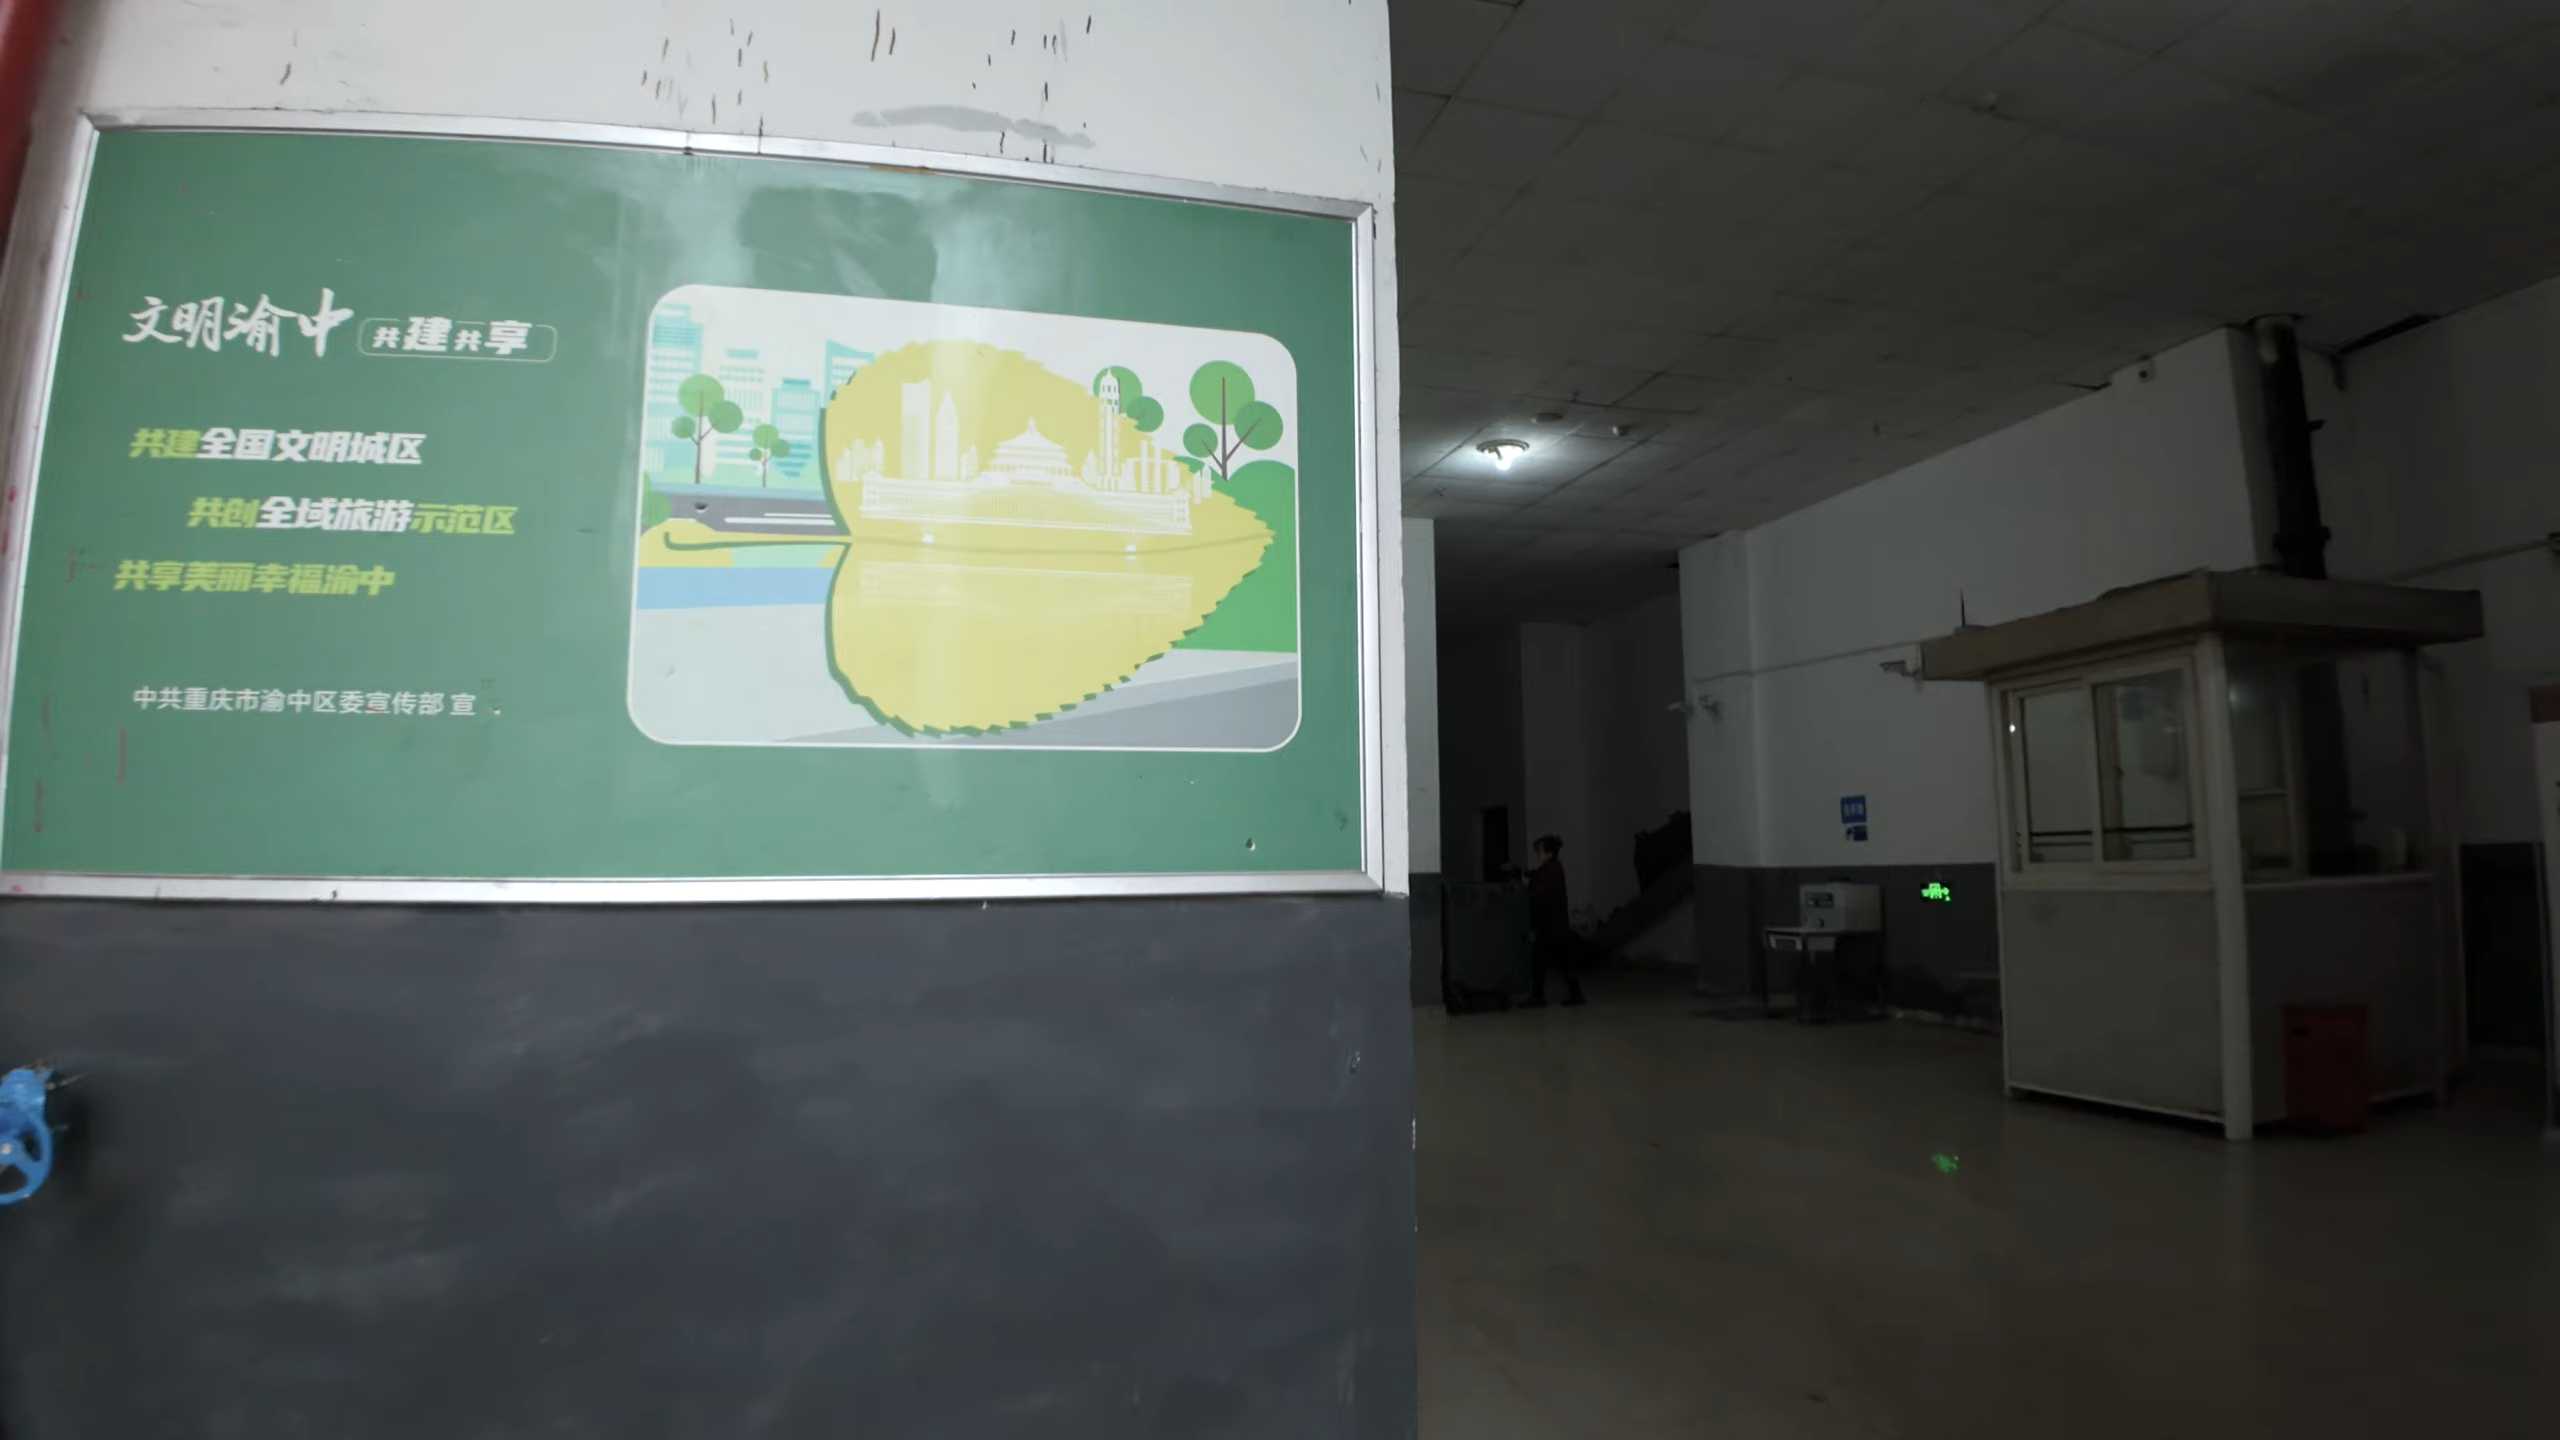 文明渝中 共建共享
共建全国文明城区
共创全域旅游示范区
共享美丽幸福渝中
中共重庆市渝中区委宣传部 宣